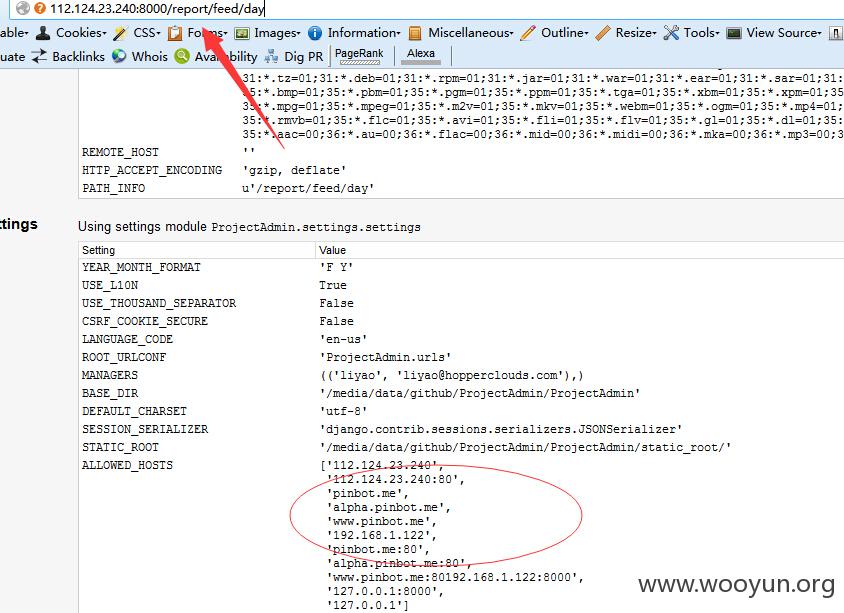 112.124.23.240:8000/report/feed/day
able▾ Cookies▾ CSS▾ Forms▾ Images▾ Information▾ Miscellaneous▾ Outline▾ Resize▾ Tools▾ View Source▾
uate Backlinks Whois Availability Dig PR PageRank Alexa
31:*.tz=01;31:*.deb=01;31:*.rpm=01;31:*.jar=01;31:*.war=01;31:*.ear=01;31:*.sar=01;31:
35:*.bmp=01;35:*.pbm=01;35:*.pgm=01;35:*.ppm=01;35:*.tga=01;35:*.xbm=01;35:*.xpm=01;35
35:*.mpg=01;35:*.mpeg=01;35:*.m2v=01;35:*.mkv=01;35:*.webm=01;35:*.ogm=01;35:*.mp4=01;
35:*.rmvb=01;35:*.flc=01;35:*.avi=01;35:*.fli=01;35:*.flv=01;35:*.gl=01;35:*.dl=01;35:
36:*.aac=00;36:*.au=00;36:*.flac=00;36:*.mid=00;36:*.midi=00;36:*.mka=00;36:*.mp3=00;3
REMOTE_HOST ''
HTTP_ACCEPT_ENCODING 'gzip, deflate'
PATH_INFO u'/report/feed/day'
ttings Using settings module ProjectAdmin.settings.settings
Setting Value
YEAR_MONTH_FORMAT 'F Y'
USE_L10N True
USE_THOUSAND_SEPARATOR False
CSRF_COOKIE_SECURE False
LANGUAGE_CODE 'en-us'
ROOT_URLCONF 'ProjectAdmin.urls'
MANAGERS (('liyao', 'liyao@hopperclouds.com'),)
BASE_DIR '/media/data/github/ProjectAdmin/ProjectAdmin'
DEFAULT_CHARSET 'utf-8'
SESSION_SERIALIZER 'django.contrib.sessions.serializers.JSONSerializer'
STATIC_ROOT '/media/data/github/ProjectAdmin/ProjectAdmin/static_root/'
ALLOWED_HOSTS ['112.124.23.240',
'112.124.23.240:80',
'pinbot.me',
'alpha.pinbot.me',
'www.pinbot.me',
'192.168.1.122',
'pinbot.me:80',
'alpha.pinbot.me:80',
'www.pinbot.me:80192.168.1.122:8000',
'127.0.0.1:8000',
'127.0.0.1']
www.wooyun.org